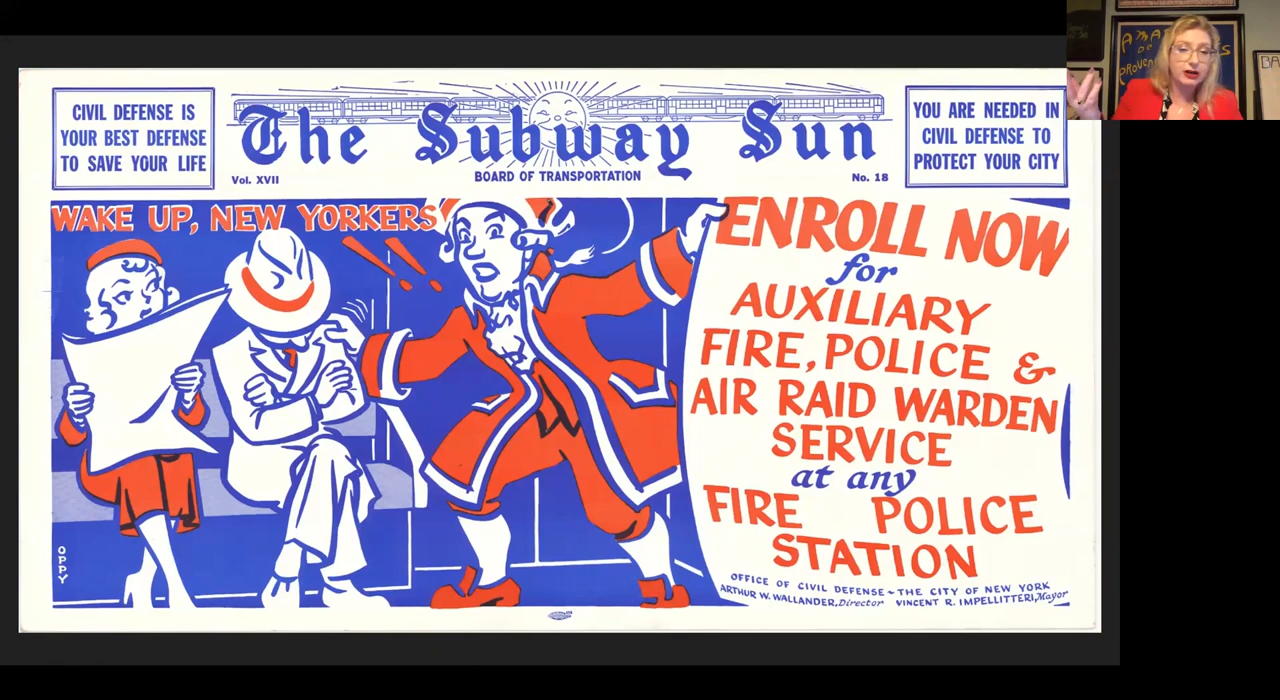 CIVIL DEFENSE IS
YOUR BEST DEFENSE
TO SAVE YOUR LIFE
The Subway Sun
Vol. XVII
BOARD OF TRANSPORTATION
No. 18
YOU ARE NEEDED IN
CIVIL DEFENSE TO
PROTECT YOUR CITY
WAKE UP, NEW YORKERS!!
ENROLL NOW
for
AUXILIARY
FIRE, POLICE &
AIR RAID WARDEN
SERVICE
at any
FIRE POLICE
STATION
OFFICE OF CIVIL DEFENSE ~ THE CITY OF NEW YORK
ARTHUR W. WALLANDER, Director VINCENT R. IMPELLITTERI, Mayor
OPPY